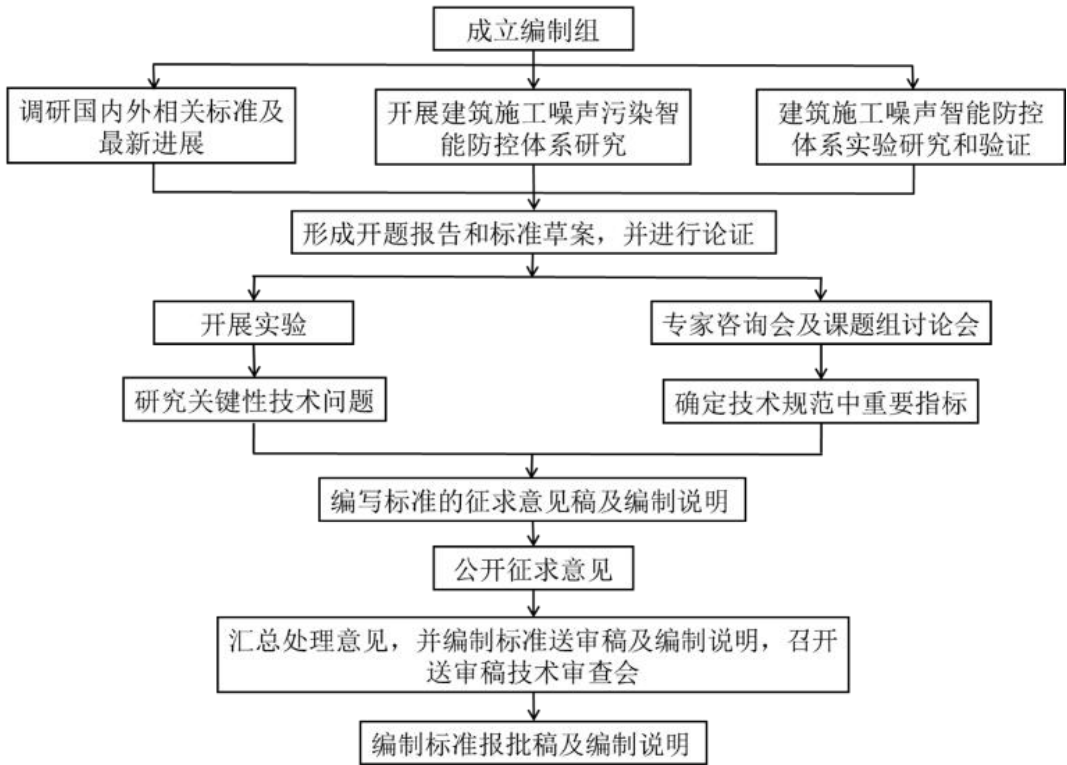 成立编制组
调研国内外相关标准及
最新进展
开展建筑施工噪声污染智
能防控体系研究
建筑施工噪声智能防控
体系实验研究和验证
形成开题报告和标准草案，并进行论证
开展实验
专家咨询会及课题组讨论会
研究关键性技术问题
确定技术规范中重要指标
编写标准的征求意见稿及编制说明
公开征求意见
汇总处理意见，并编制标准送审稿及编制说明，召开
送审稿技术审查会
编制标准报批稿及编制说明